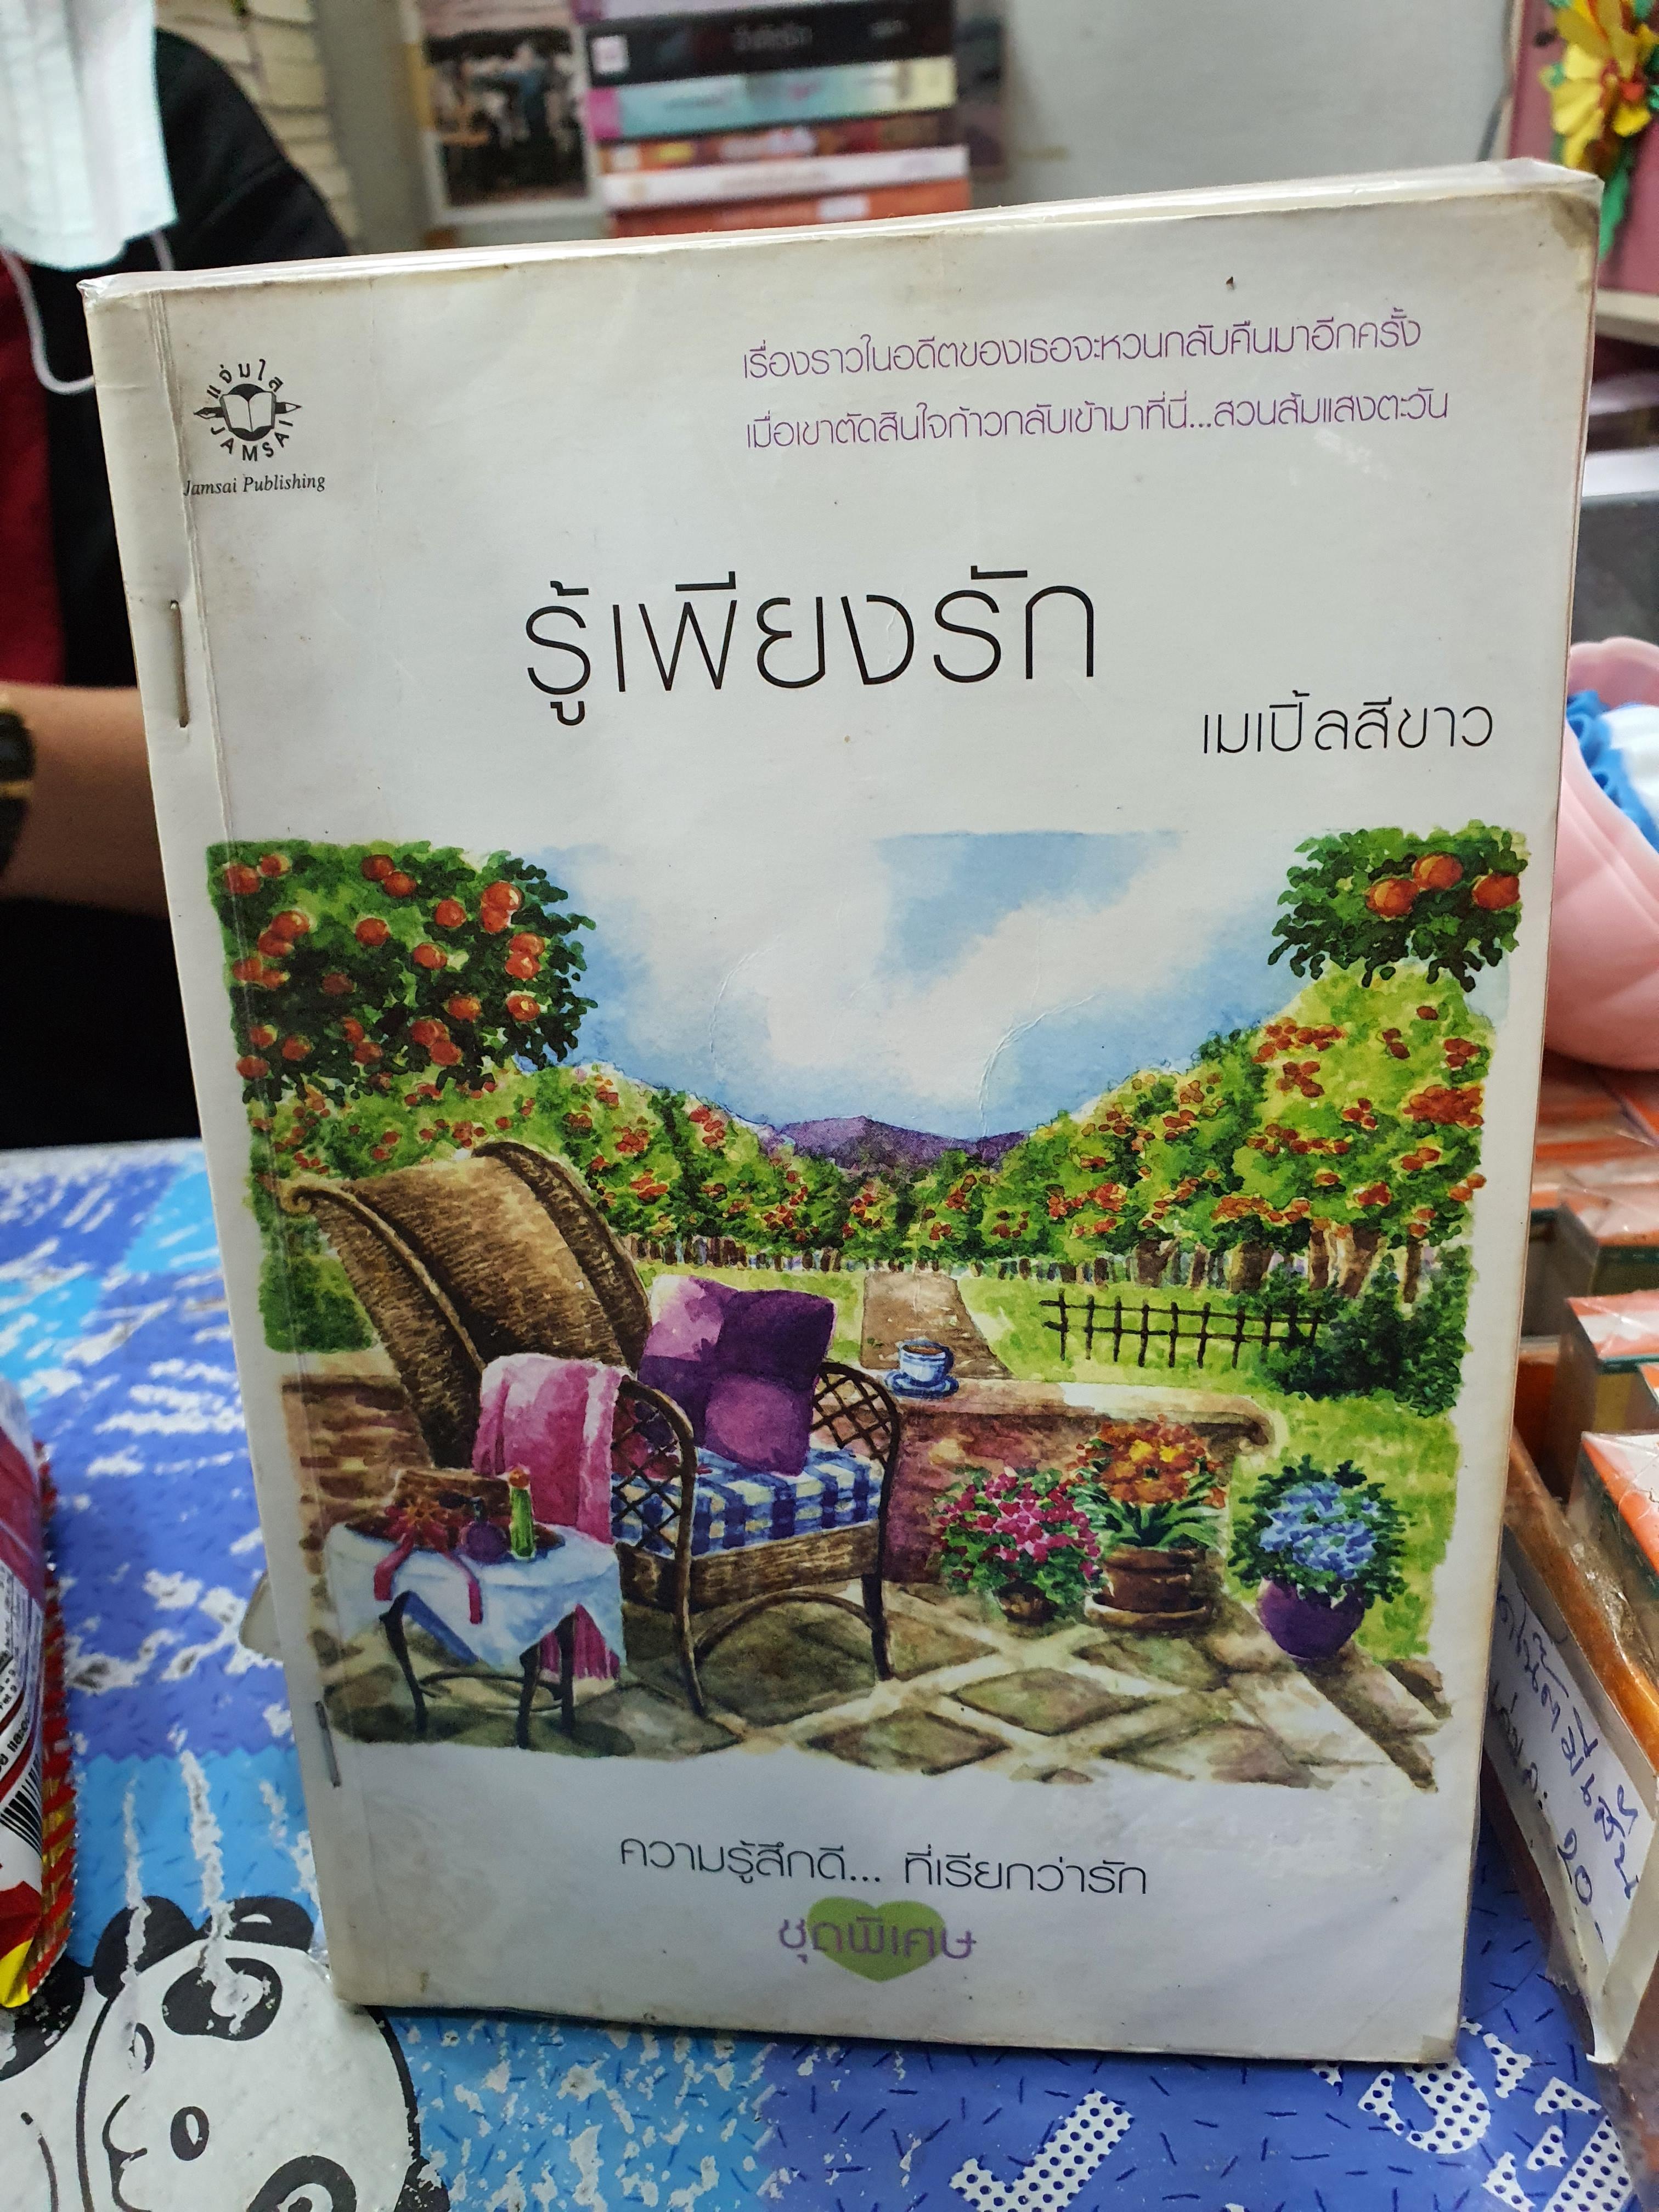 แจ่มใส
JAMSAI
Jamsai Publishing
เรื่องราวในอดีตของเธอจะหวนกลับคืนมาอีกครั้ง
เมื่อเขาตัดสินใจก้าวกลับเข้ามาที่นี่...สวนส้มแสงตะวัน
รู้เพียงรัก
เมเปิ้ลสีขาว
ความรู้สึกดี... ที่เรียกว่ารัก
ชุดพิเศษ